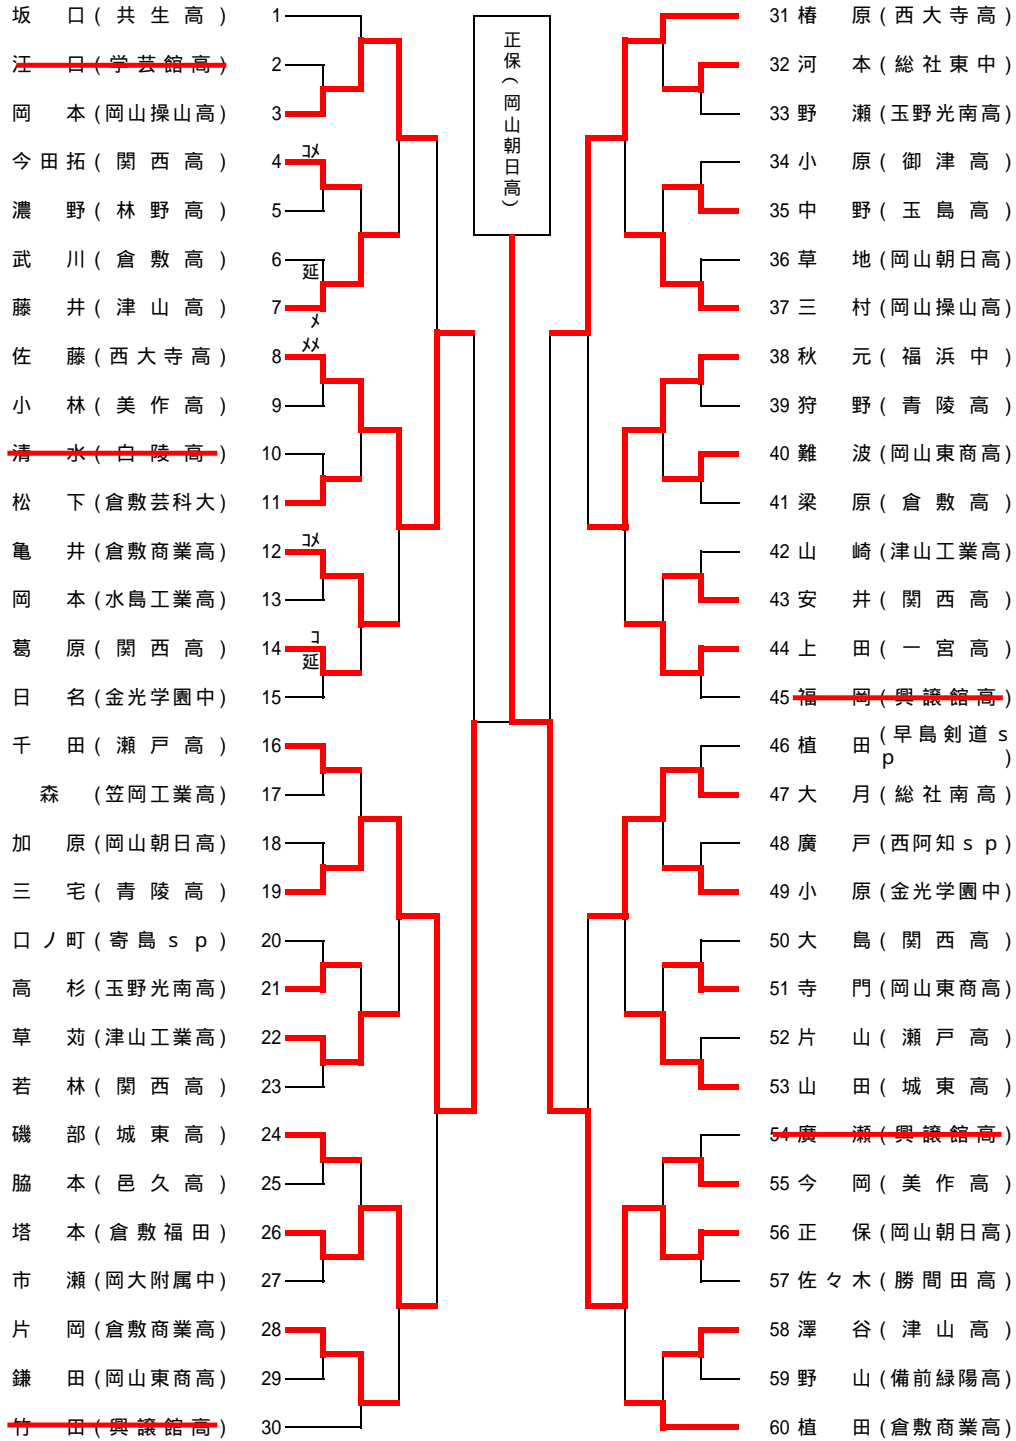 坂口(共生高) 1
江口(学芸館高) 2
岡本(岡山操山高) 3
今田拓(関西高) 4 コメ
濃野(林野高) 5
武川(倉敷高) 6
延
藤井(津山高) 7
メ
佐藤(西大寺高) 8 メメ
小林(美作高) 9
清水(白陵高) 10
松下(倉敷芸科大) 11
亀井(倉敷商業高) 12 コメ
岡本(水島工業高) 13
葛原(関西高) 14 コ
延
日名(金光学園中) 15
千田(瀬戸高) 16
森(笠岡工業高) 17
加原(岡山朝日高) 18
三宅(青陵高) 19
口ノ町(寄島sp) 20
高杉(玉野光南高) 21
草苅(津山工業高) 22
若林(関西高) 23
磯部(城東高) 24
脇本(邑久高) 25
塔本(倉敷福田) 26
市瀬(岡大附属中) 27
片岡(倉敷商業高) 28
鎌田(岡山東商高) 29
竹田(興譲館高) 30
正保(岡山朝日高)
31 椿原(西大寺高)
32 河本(総社東中)
33 野瀬(玉野光南高)
34 小原(御津高)
35 中野(玉島高)
36 草地(岡山朝日高)
37 三村(岡山操山高)
38 秋元(福浜中)
39 狩野(青陵高)
40 難波(岡山東商高)
41 梁原(倉敷高)
42 山崎(津山工業高)
43 安井(関西高)
44 上田(一宮高)
45 福岡(興譲館高)
46 植田(早島剣道s
p)
47 大月(総社南高)
48 廣戸(西阿知sp)
49 小原(金光学園中)
50 大島(関西高)
51 寺門(岡山東商高)
52 片山(瀬戸高)
53 山田(城東高)
54 廣瀬(興譲館高)
55 今岡(美作高)
56 正保(岡山朝日高)
57 佐々木(勝間田高)
58 澤谷(津山高)
59 野山(備前緑陽高)
60 植田(倉敷商業高)